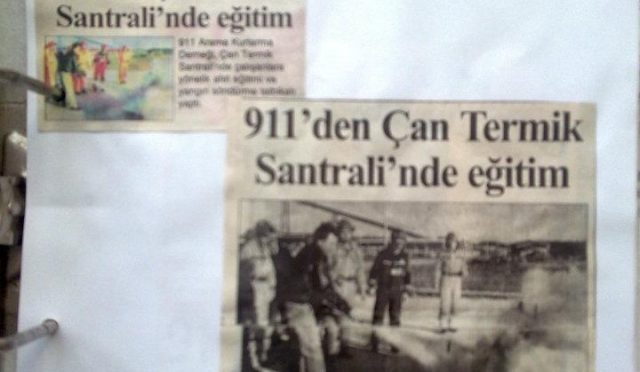 Santrali’nde eğitim
911 Arama Kurtarma
Derneği, Çan Termik
Santrali'nde çalışanlara
yönelik afet eğitimi ve
yangın söndürme tatbikatı
yaptı.
911’den Çan Termik
Santrali’nde eğitim